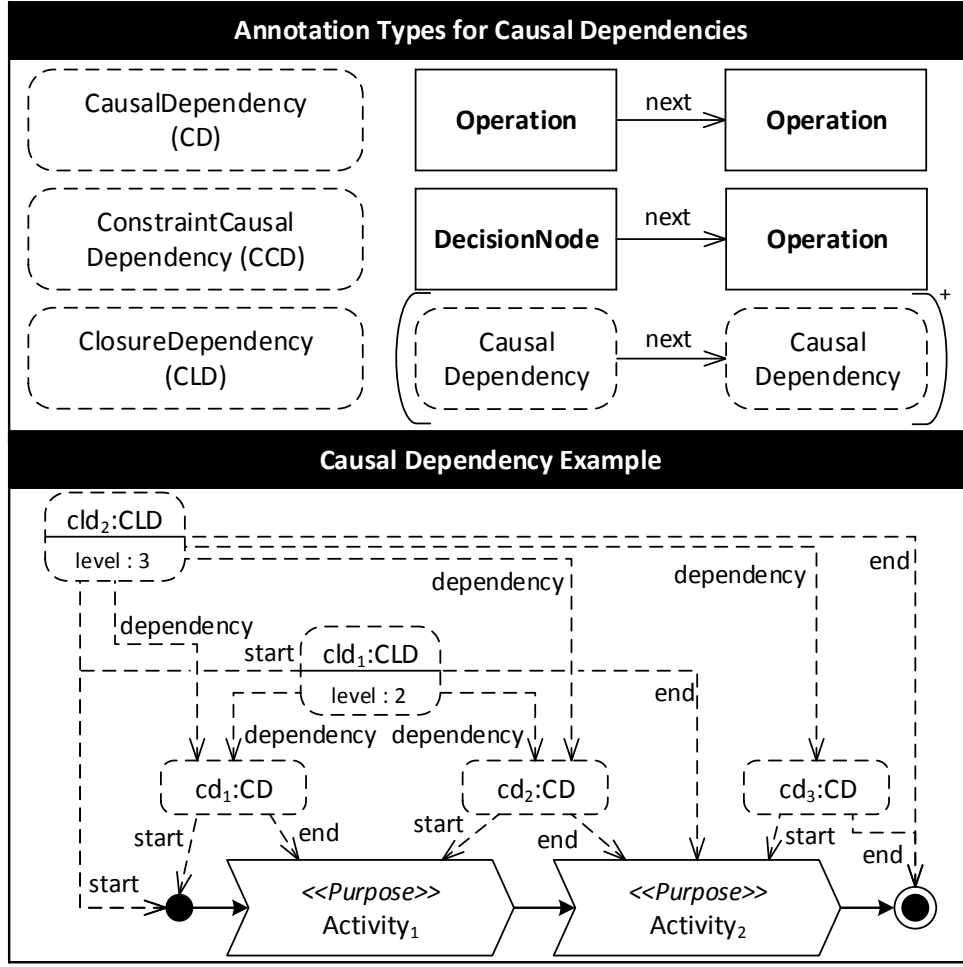 Annotation Types for Causal Dependencies
CausalDependency
(CD)
Operation
next
Operation
ConstraintCausal
Dependency (CCD)
DecisionNode
next
Operation
ClosureDependency
(CLD)
Causal
Dependency
next
Causal
Dependency
+
Causal Dependency Example
cld₂:CLD
level : 3
dependency
dependency
dependency
end
start
cld₁:CLD
level : 2
end
dependency
dependency
cd₁:CD
cd₂:CD
cd₃:CD
start
end
start
end
start
end
start
<<Purpose>>
Activity₁
<<Purpose>>
Activity₂